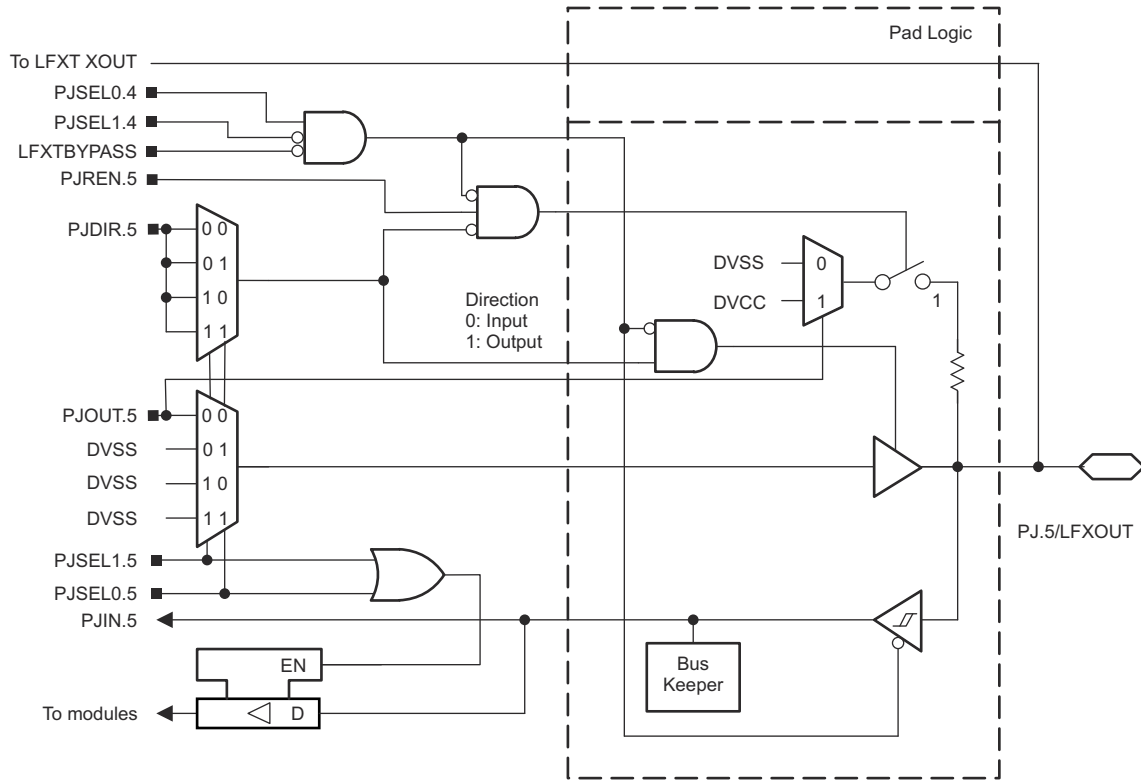 Pad Logic
To LFXT XOUT
PJSEL0.4
PJSEL1.4
LFXTBYPASS
PJREN.5
PJDIR.5
0 0
0 1
1 0
1 1
Direction
0: Input
1: Output
DVSS
0
DVCC
1
1
PJOUT.5
0 0
DVSS
0 1
DVSS
1 0
DVSS
1 1
PJ.5/LFXOUT
PJSEL1.5
PJSEL0.5
PJIN.5
Bus
Keeper
EN
To modules
D